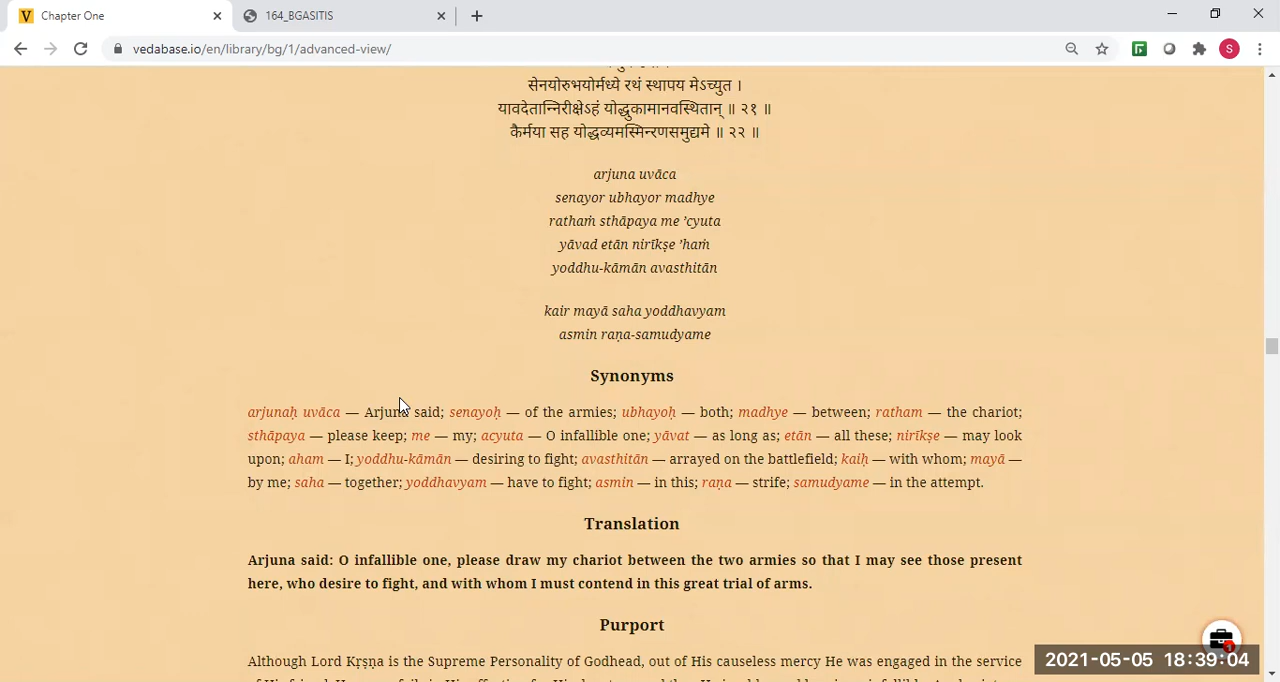 Chapter One
164_BGASITIS
vedabase.io/en/library/bg/1/advanced-view/
S
सेनयोरुभयोर्मध्ये रथं स्थापय मेऽच्युत ।
यावदेतान्निरीक्षेऽहं योद्धुकामानवस्थितान् ॥ २१ ॥
कैर्मया सह योद्धव्यमस्मिन्रणसमुद्यमे ॥ २२ ॥
arjuna uvāca
senayor ubhayor madhye
rathaṁ sthāpaya me ’cyuta
yāvad etān nirīkṣe ’haṁ
yoddhu-kāmān avasthitān
kair mayā saha yoddhavyam
asmin raṇa-samudyame
Synonyms
arjunaḥ uvāca — Arjuna said; senayoḥ — of the armies; ubhayoḥ — both; madhye — between; ratham — the chariot;
sthāpaya — please keep; me — my; acyuta — O infallible one; yāvat — as long as; etān — all these; nirīkṣe — may look
upon; aham — I; yoddhu-kāmān — desiring to fight; avasthitān — arrayed on the battlefield; kaiḥ — with whom; mayā —
by me; saha — together; yoddhavyam — have to fight; asmin — in this; raṇa — strife; samudyame — in the attempt.
Translation
Arjuna said: O infallible one, please draw my chariot between the two armies so that I may see those present
here, who desire to fight, and with whom I must contend in this great trial of arms.
Purport
Although Lord Kṛṣṇa is the Supreme Personality of Godhead, out of His causeless mercy He was engaged in the service
2021-05-05 18:39:04